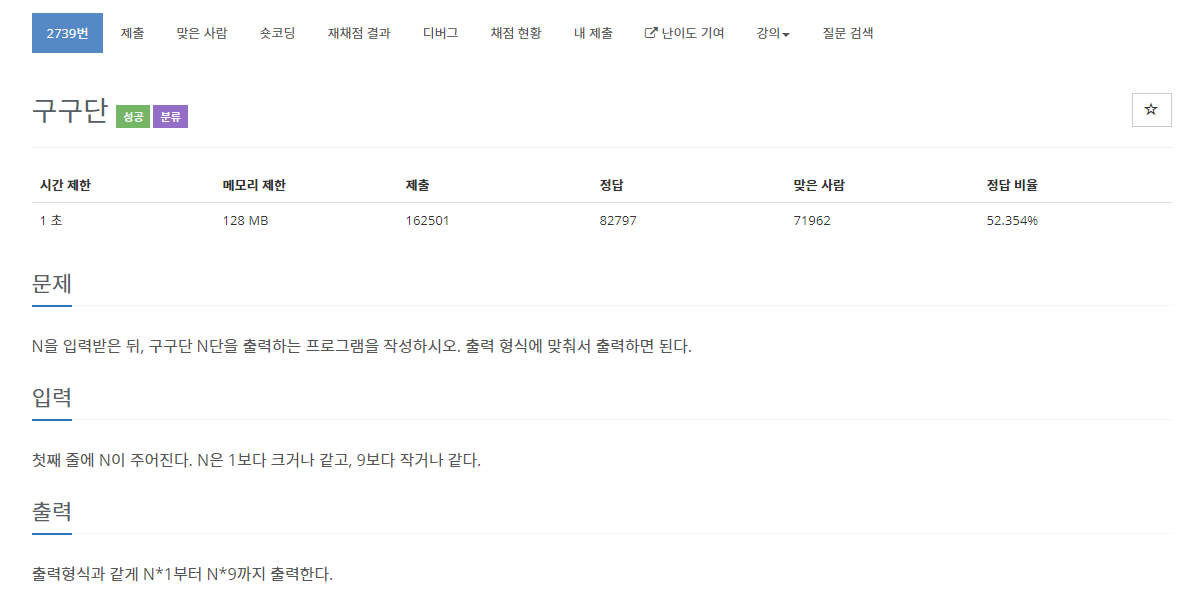 2739번 제출 맞은 사람 숏코딩 재채점 결과 디버그 채점 현황 내 제출 난이도 기여 강의 질문 검색
구구단 성공 분류
시간 제한 메모리 제한 제출 정답 맞은 사람 정답 비율
1 초 128 MB 162501 82797 71962 52.354%
문제
N을 입력받은 뒤, 구구단 N단을 출력하는 프로그램을 작성하시오. 출력 형식에 맞춰서 출력하면 된다.
입력
첫째 줄에 N이 주어진다. N은 1보다 크거나 같고, 9보다 작거나 같다.
출력
출력형식과 같게 N*1부터 N*9까지 출력한다.